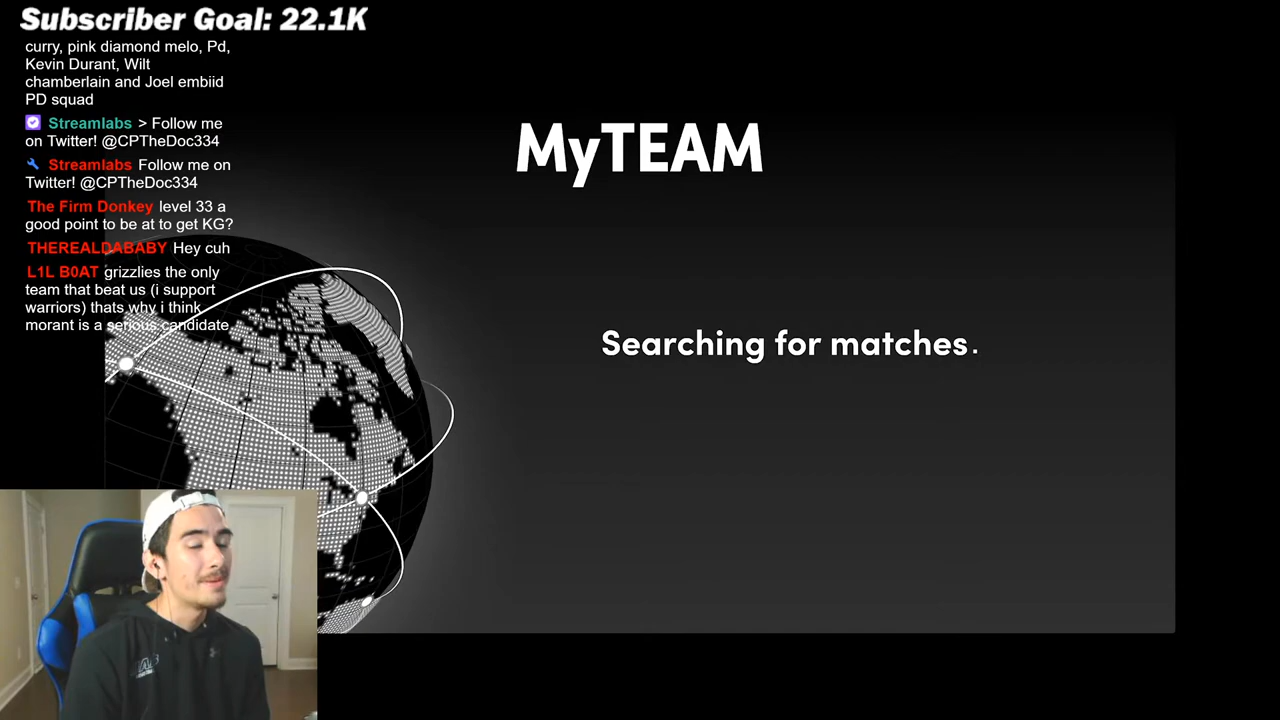 Subscriber Goal: 22.1K
curry, pink diamond melo, Pd,
Kevin Durant, Wilt
chamberlain and Joel embiid
PD squad
Streamlabs > Follow me
on Twitter! @CPTheDoc334
Streamlabs Follow me on
Twitter! @CPTheDoc334
The Firm Donkey level 33 a
good point to be at to get KG?
THEREALDABABY Hey cuh
L1L B0AT grizzlies the only
team that beat us (i support
warriors) thats why i think
morant is a serious candidate
MyTEAM
Searching for matches.